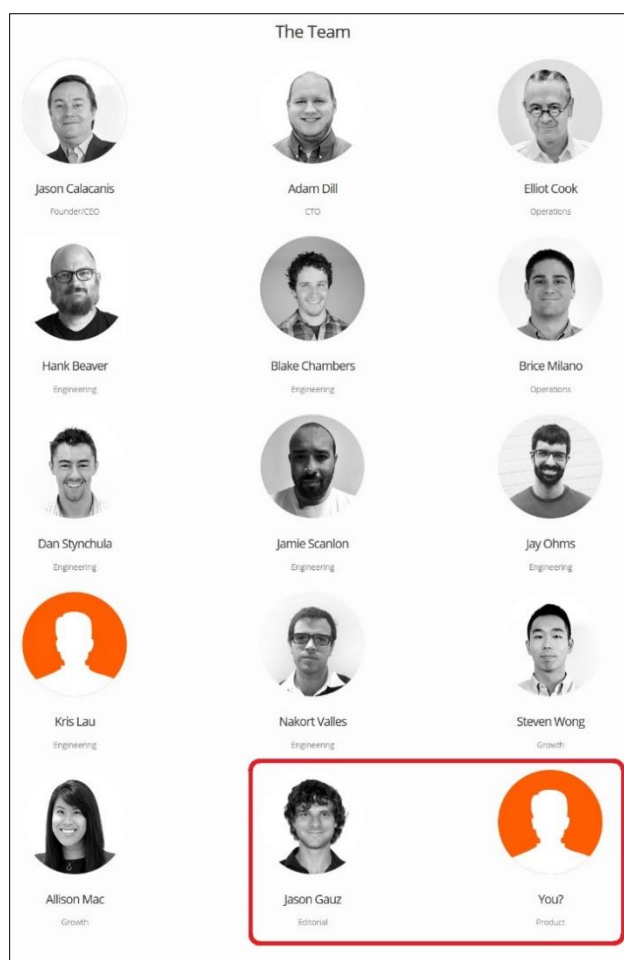 The Team
Jason Calacanis
Adam Dill
Elliot Cook
Founder/CEO
CTO
Operations
Hank Beaver
Blake Chambers
Brice Milano
Engineering
Engineering
Operations
Dan Stynchula
Jamie Scanlon
Jay Ohms
Engineering
Engineering
Engineering
Kris Lau
Nakort Valles
Steven Wong
Engineering
Engineering
Growth
Allison Mac
Jason Gauz
You?
Growth
Editorial
Product